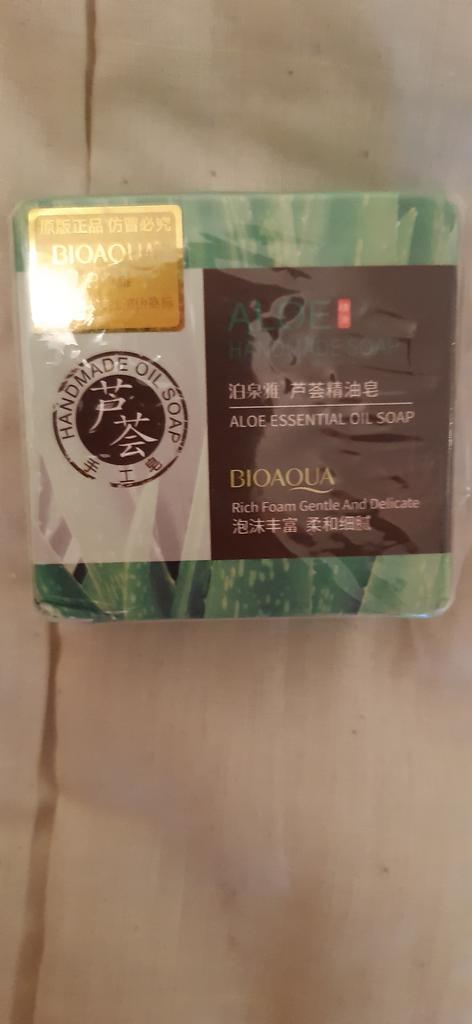 原版正品 仿冒必究
BIOAQUA
HANDMADE OIL SOAP
芦荟
手工皂
ALOE
HANDMADE SOAP
泊泉雅 芦荟精油皂
ALOE ESSENTIAL OIL SOAP
BIOAQUA
Rich Foam Gentle And Delicate
泡沫丰富 柔和细腻